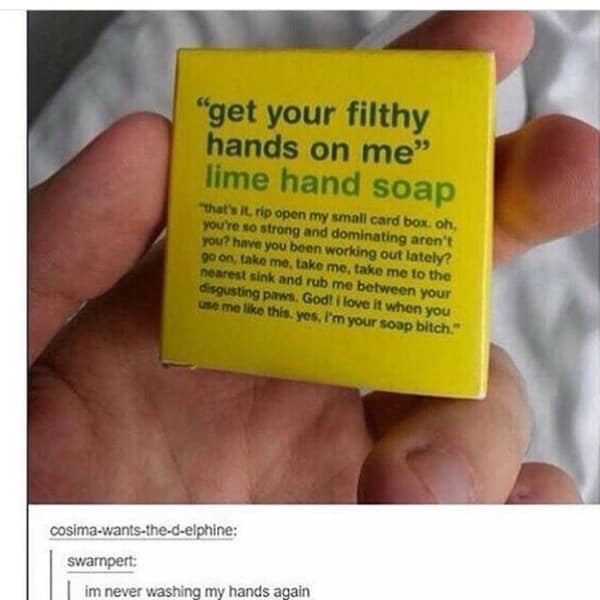 “get your filthy
hands on me”
lime hand soap
"that's it, rip open my small card box. oh,
you're so strong and dominating aren't
you? have you been working out lately?
go on, take me, take me, take me to the
nearest sink and rub me between your
disgusting paws. God! i love it when you
use me like this. yes, i'm your soap bitch."
cosima-wants-the-d-elphine:
swarnpert:
im never washing my hands again